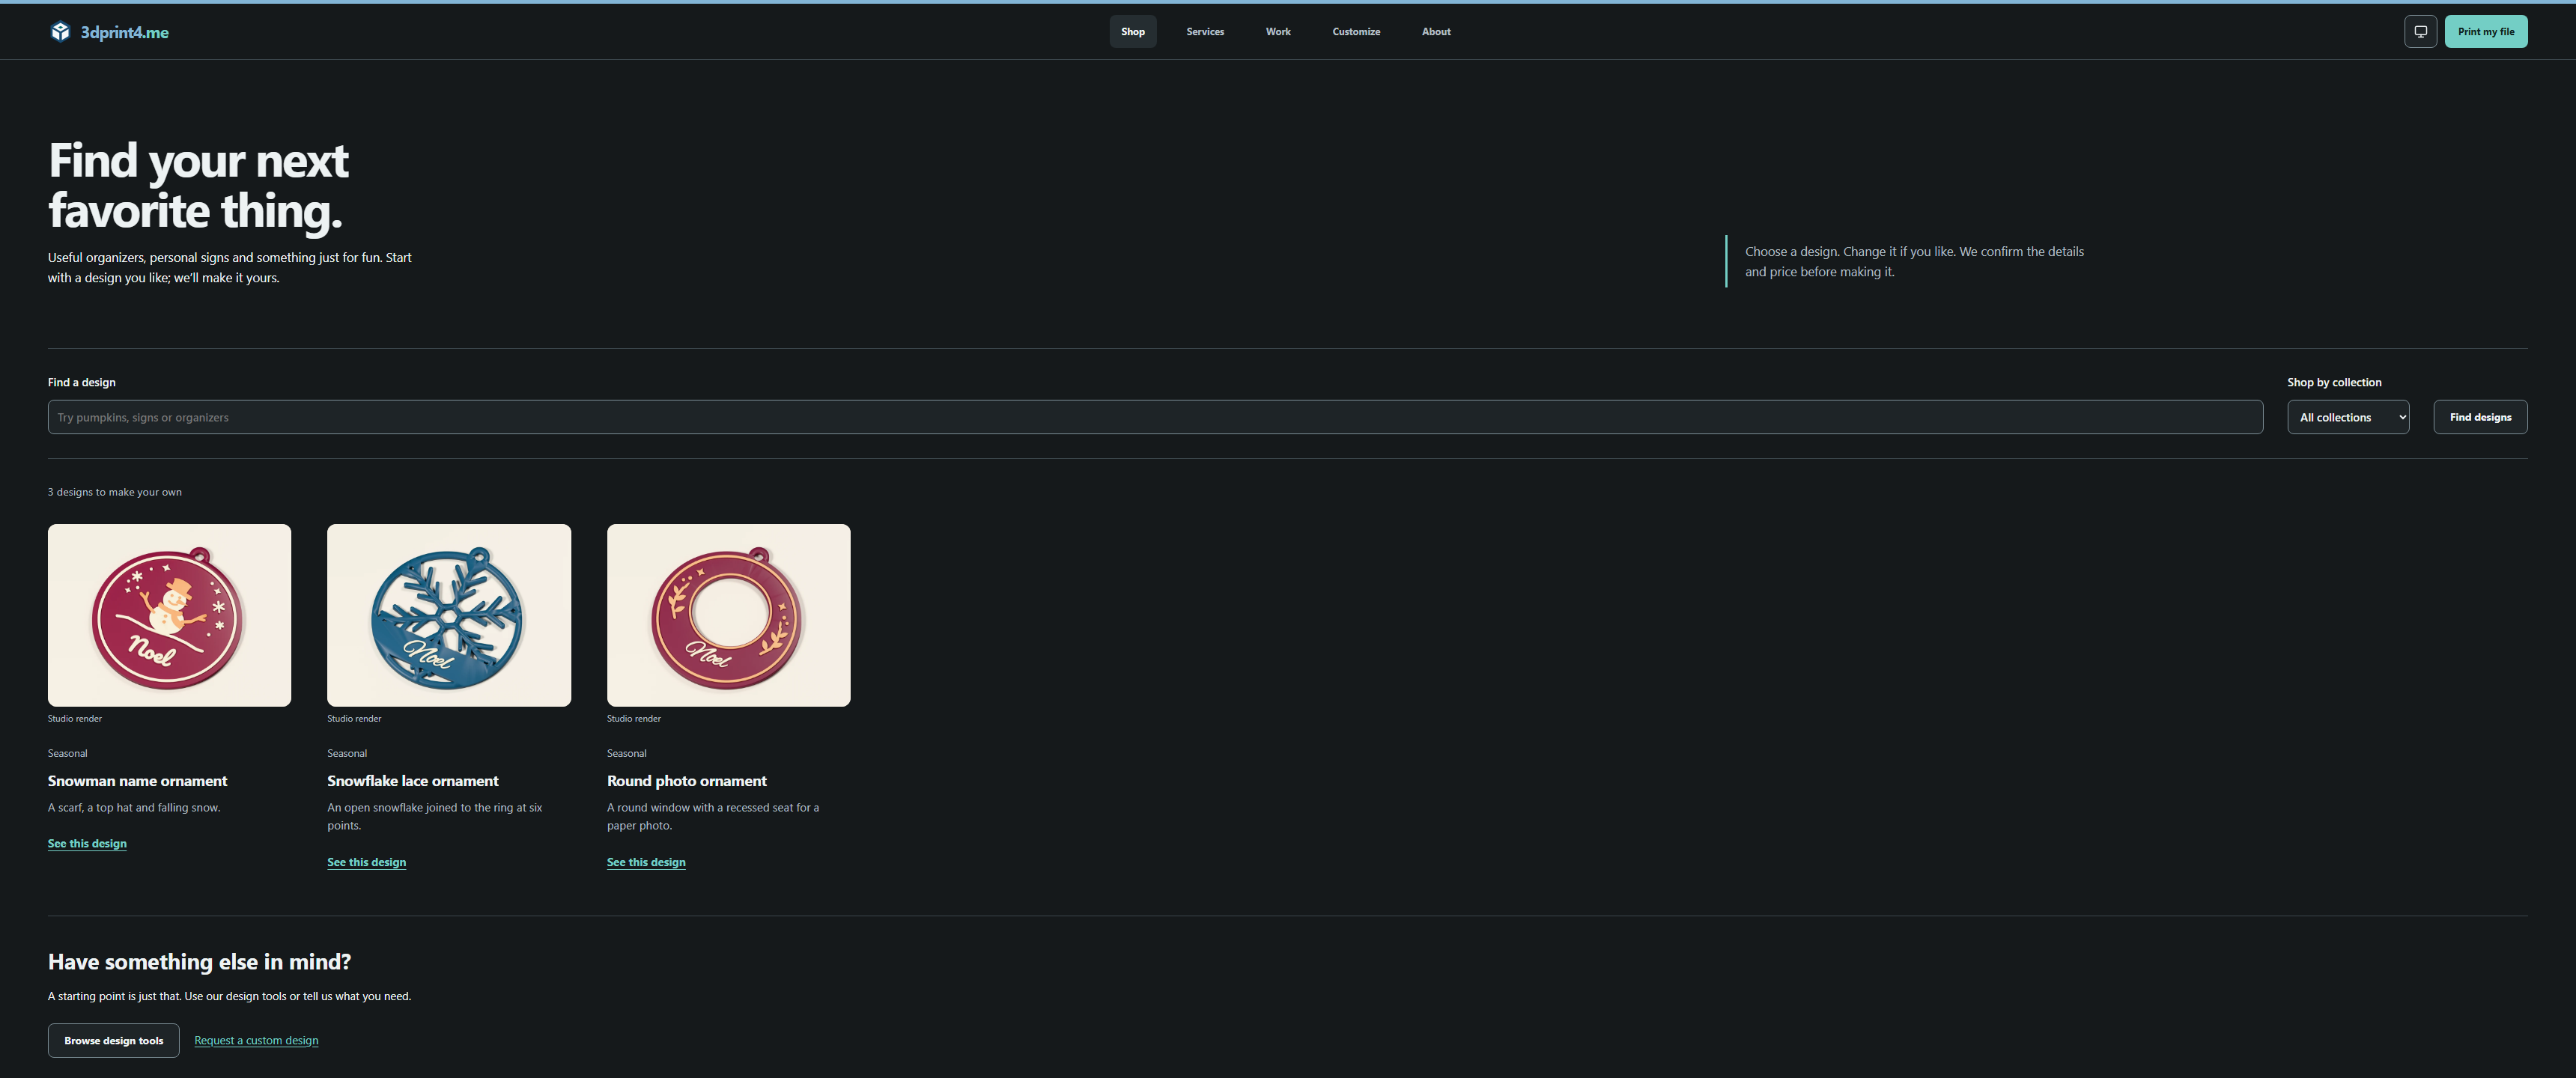 3dprint4.me
Shop
Services
Work
Customize
About
Print my file
Find your next
favorite thing.
Useful organizers, personal signs and something just for fun. Start
with a design you like; we’ll make it yours.
Choose a design. Change it if you like. We confirm the details
and price before making it.
Find a design
Try pumpkins, signs or organizers
Shop by collection
All collections
Find designs
3 designs to make your own
Noel
Studio render
Seasonal
Snowman name ornament
A scarf, a top hat and falling snow.
See this design
Noel
Studio render
Seasonal
Snowflake lace ornament
An open snowflake joined to the ring at six
points.
See this design
Noel
Studio render
Seasonal
Round photo ornament
A round window with a recessed seat for a
paper photo.
See this design
Have something else in mind?
A starting point is just that. Use our design tools or tell us what you need.
Browse design tools
Request a custom design